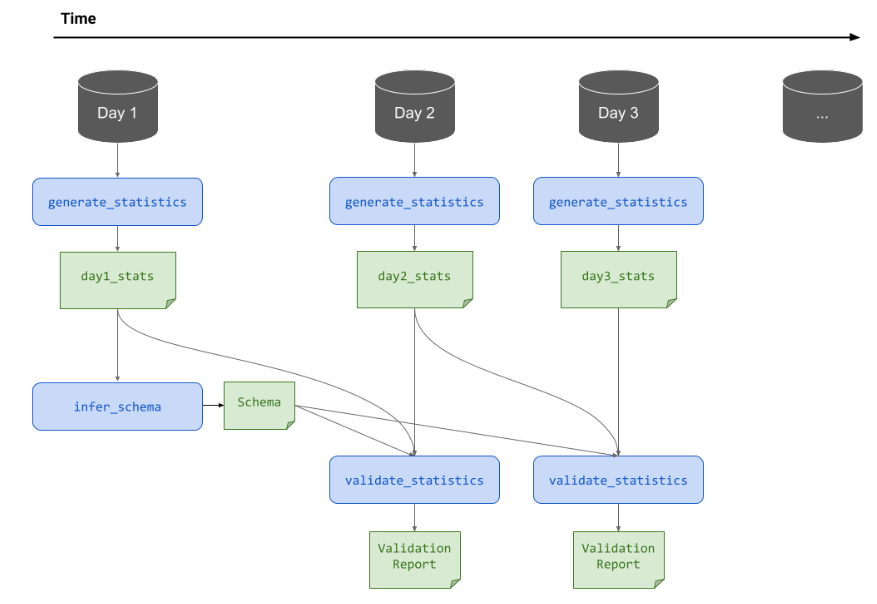 Time
Day 1
Day 2
Day 3
...
generate_statistics
generate_statistics
generate_statistics
day1_stats
day2_stats
day3_stats
infer_schema
Schema
validate_statistics
validate_statistics
Validation
Report
Validation
Report